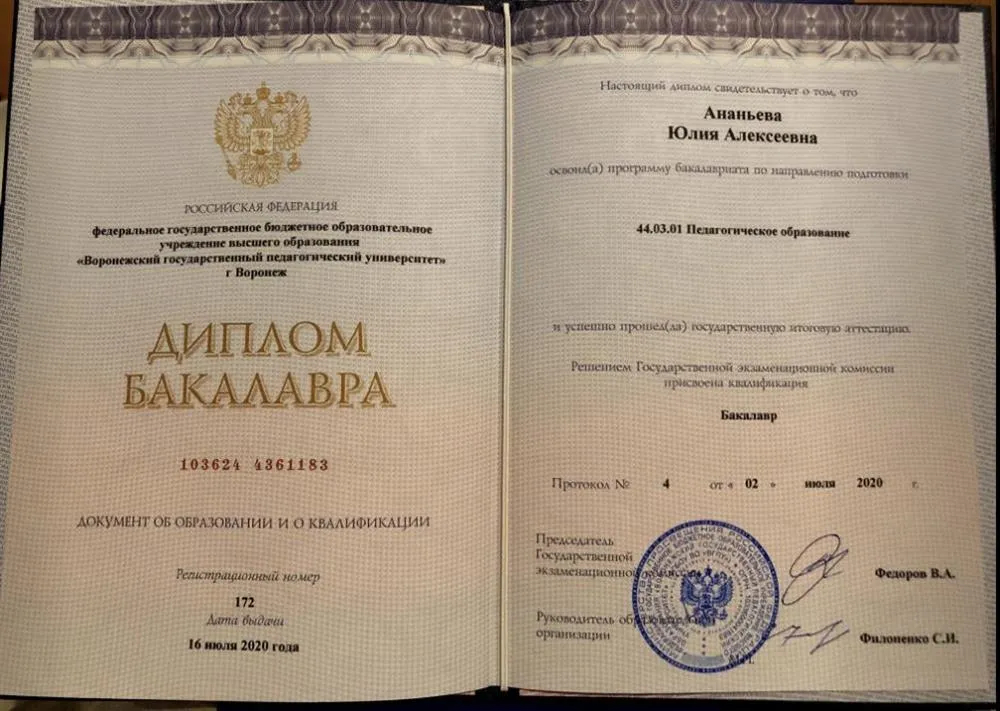 РОССИЙСКАЯ ФЕДЕРАЦИЯ
федеральное государственное бюджетное образовательное
учреждение высшего образования
«Воронежский государственный педагогический университет»
г Воронеж
ДИПЛОМ
БАКАЛАВРА
103624 4361183
ДОКУМЕНТ ОБ ОБРАЗОВАНИИ И О КВАЛИФИКАЦИИ
Регистрационный номер
172
Дата выдачи
16 июля 2020 года
Настоящий диплом свидетельствует о том, что
Ананьева
Юлия Алексеевна
освоил(а) программу бакалавриата по направлению подготовки
44.03.01 Педагогическое образование
и успешно прошел(ла) государственную итоговую аттестацию
Решением Государственной экзаменационной комиссии
присвоена квалификация
Бакалавр
Протокол № 4 от « 02 » июля 2020 г.
Председатель
Государственной
экзаменационной комиссии
Федоров В.А.
Руководитель образовательной
организации
Филоненко С.И.
М.П.